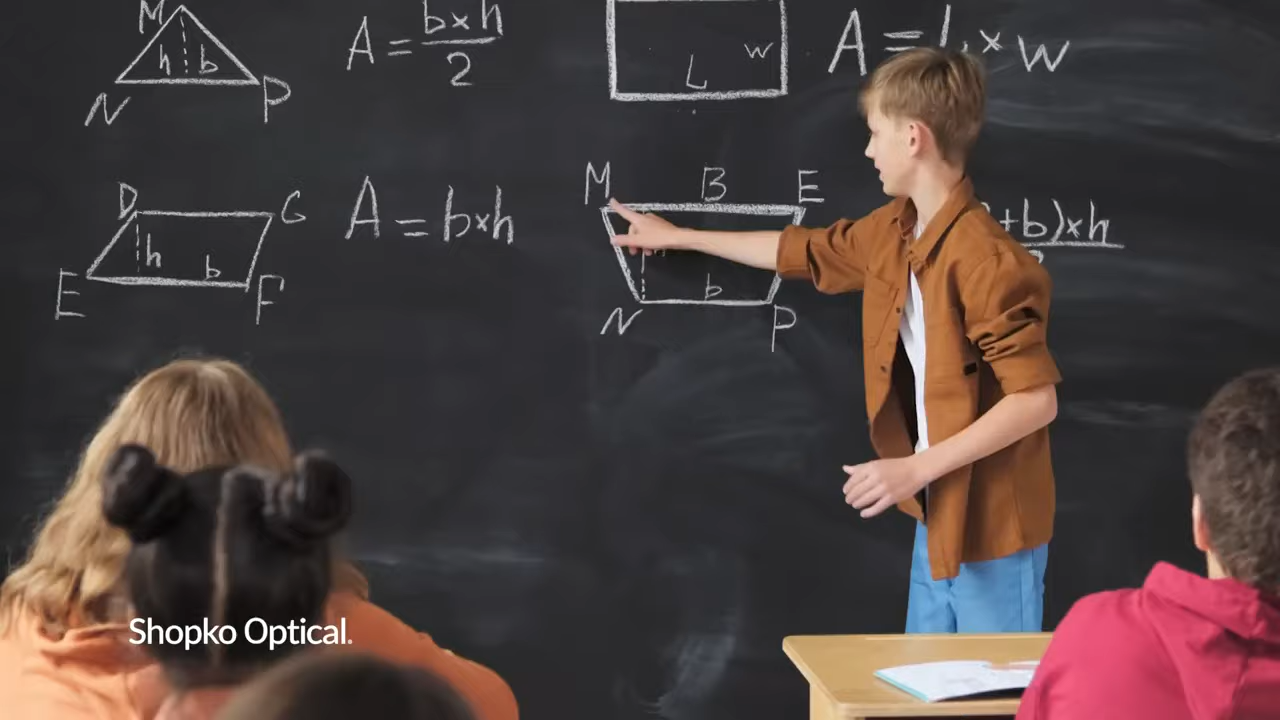 M
h b
N P
A = b×h
2
L w
A = L × w
D G
h
b
E F
A = b×h
M B E
b
N P
+b)×h
Shopko Optical.